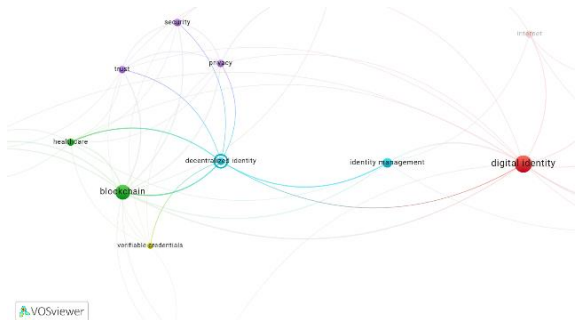 security
internet
trust
privacy
healthcare
decentralized identity
identity management
digital identity
blockchain
verifiable credentials
VOSviewer